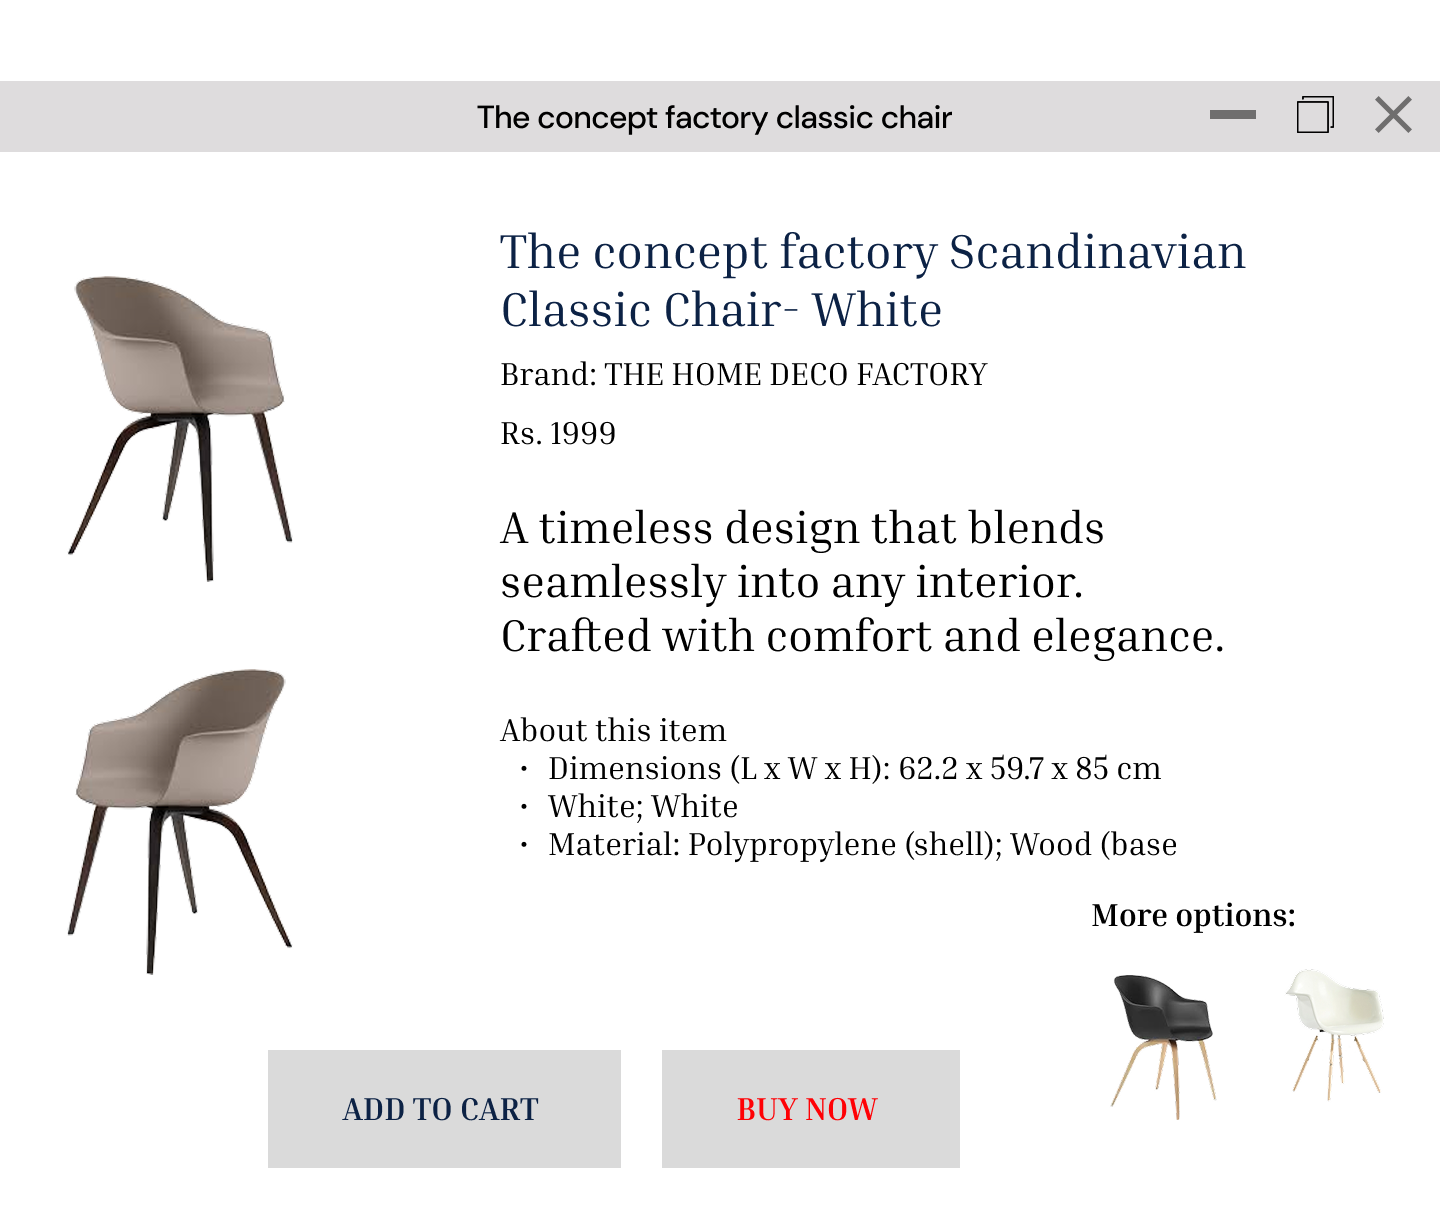 The concept factory classic chair
The concept factory Scandinavian
Classic Chair- White
Brand: THE HOME DECO FACTORY
Rs. 1999
A timeless design that blends
seamlessly into any interior.
Crafted with comfort and elegance.
About this item
• Dimensions (L x W x H): 62.2 x 59.7 x 85 cm
• White; White
• Material: Polypropylene (shell); Wood (base
More options:
ADD TO CART
BUY NOW